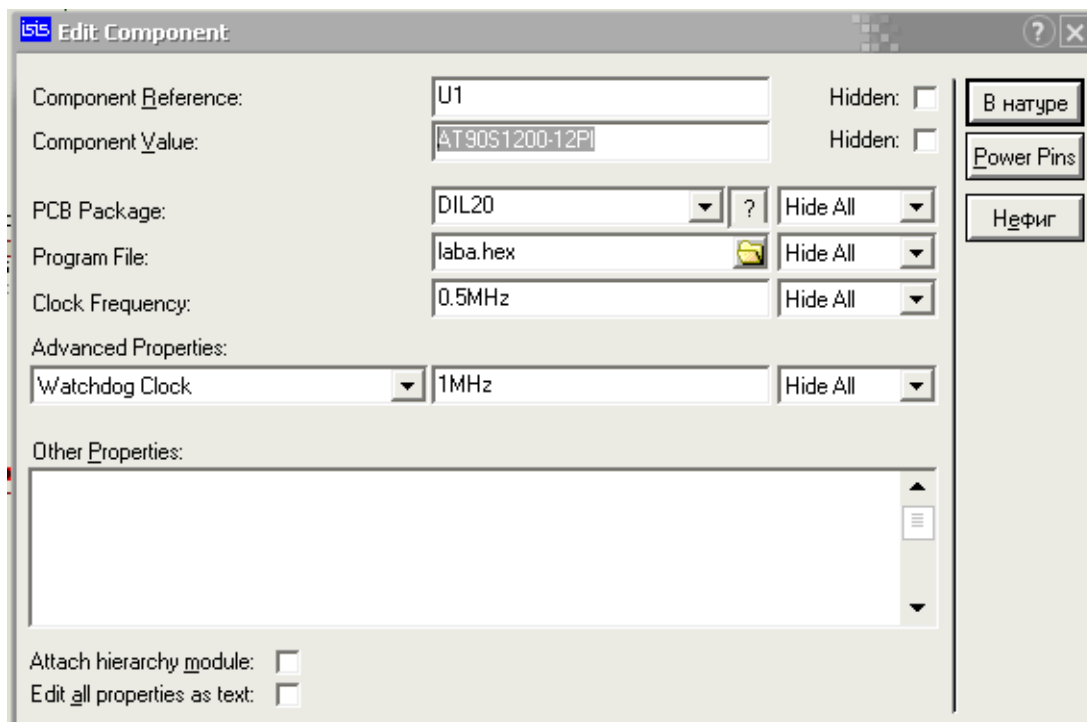 isis Edit Component
Component Reference: U1 Hidden:
Component Value: AT90S1200-12PI Hidden:
PCB Package: DIL20 ? Hide All
Program File: laba.hex Hide All
Clock Frequency: 0.5MHz Hide All
Advanced Properties:
Watchdog Clock 1MHz Hide All
Other Properties:
Attach hierarchy module:
Edit all properties as text:
В натуре
Power Pins
Нефиг